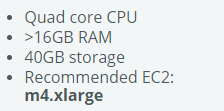 • Quad core CPU
• >16GB RAM
• 40GB storage
• Recommended EC2:
m4.xlarge